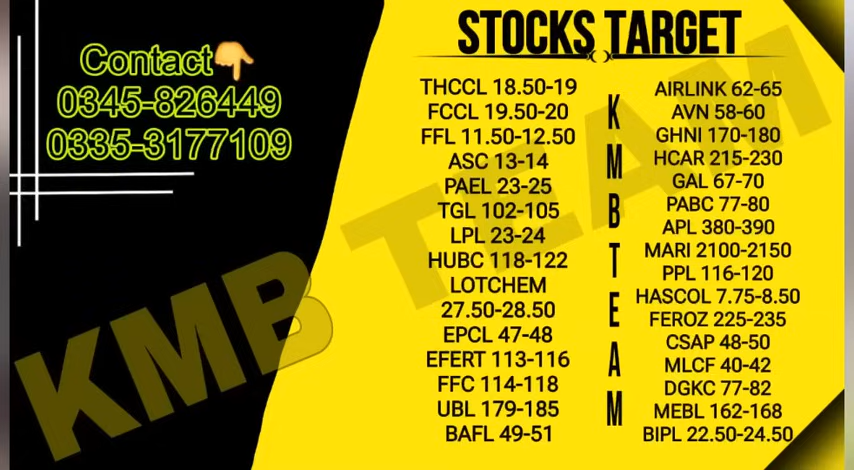 Contact👇
0345-826449
0335-3177109
STOCKS TARGET
THCCL 18.50-19
FCCL 19.50-20
FFL 11.50-12.50
ASC 13-14
PAEL 23-25
TGL 102-105
LPL 23-24
HUBC 118-122
LOTCHEM
27.50-28.50
EPCL 47-48
EFERT 113-116
FFC 114-118
UBL 179-185
BAFL 49-51
K
M
B
T
E
A
M
AIRLINK 62-65
AVN 58-60
GHNI 170-180
HCAR 215-230
GAL 67-70
PABC 77-80
APL 380-390
MARI 2100-2150
PPL 116-120
HASCOL 7.75-8.50
FEROZ 225-235
CSAP 48-50
MLCF 40-42
DGKC 77-82
MEBL 162-168
BIPL 22.50-24.50
KMB TEAM